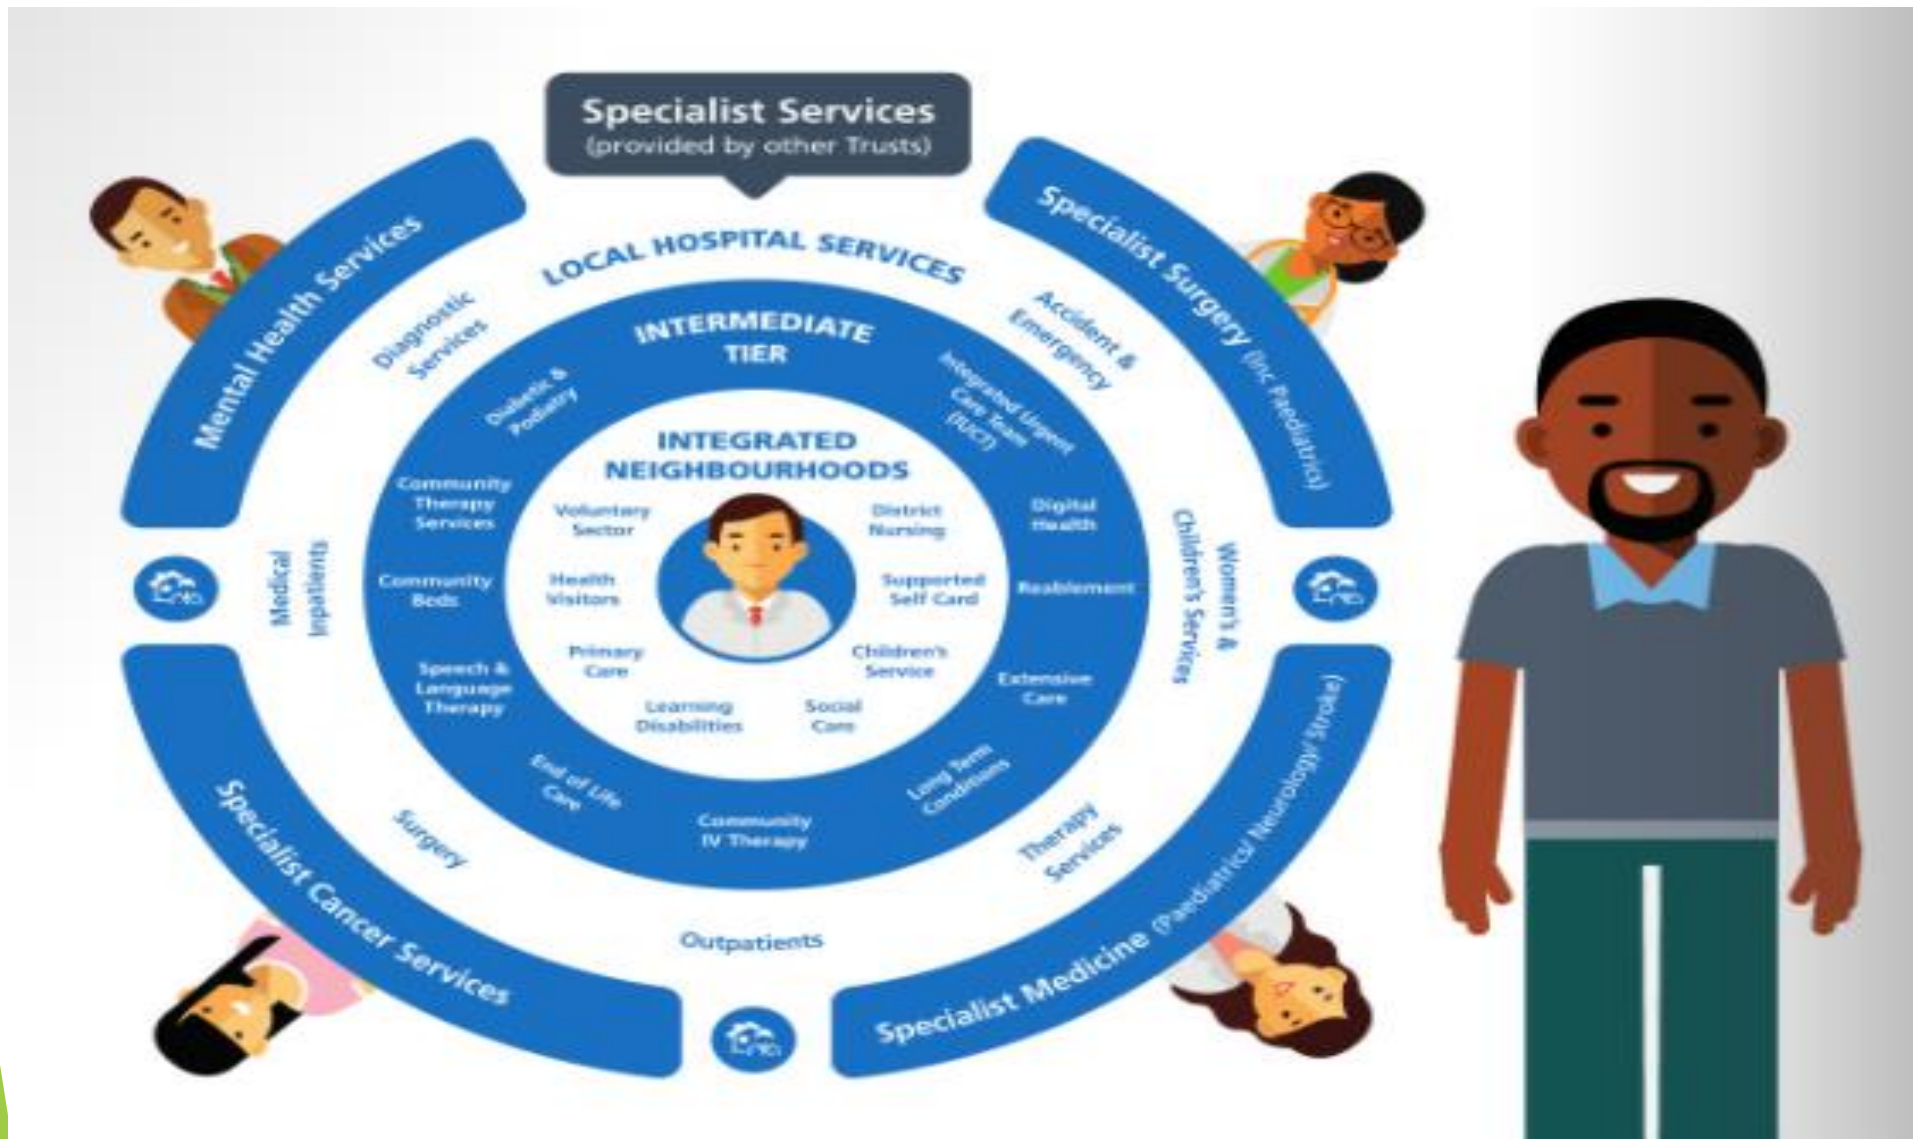 Specialist Services
(provided by other Trusts)
Mental Health Services
Specialist Surgery (inc Paediatrics)
LOCAL HOSPITAL SERVICES
Diagnostic
Services
Accident &
Emergency
INTERMEDIATE
TIER
Diabetic &
Podiatry
Integrated Urgent
Care Team
(IUCT)
INTEGRATED
NEIGHBOURHOODS
Community
Therapy
Services
Voluntary
Sector
District
Nursing
Digital
Health
Medical
Inpatients
Community
Beds
Health
Visitors
Supported
Self Card
Reablement
Women's &
Children's Services
Speech &
Language
Therapy
Primary
Care
Children's
Service
Extensive
Care
Learning
Disabilities
Social
Care
End of Life
Care
Community
IV Therapy
Long Term
Conditions
Surgery
Therapy
Services
Outpatients
Specialist Cancer Services
Specialist Medicine (Paediatrics/ Neurology/ Stroke)